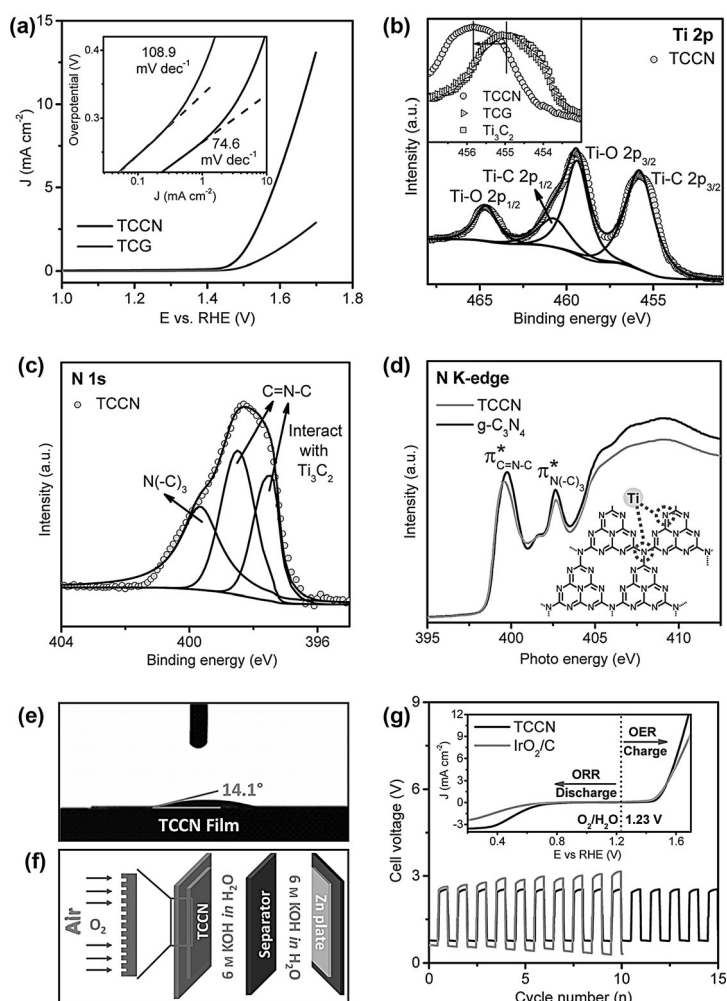 (a)
15
10
5
0
J (mA cm⁻²)
1.0 1.2 1.4 1.6 1.8
E vs. RHE (V)
TCCN
TCG
0.4
0.3
0.2
Overpotential (V)
0.1 1 10
J (mA cm⁻²)
108.9
mV dec⁻¹
74.6
mV dec⁻¹
(b)
Ti 2p
TCCN
456 455 454
TCCN
TCG
Ti₃C₂
Ti-O 2p₁/₂
Ti-C 2p₁/₂
Ti-O 2p₃/₂
Ti-C 2p₃/₂
Intensity (a.u.)
465 460 455
Binding energy (eV)
(c)
N 1s
TCCN
C=N-C
Interact
with
Ti₃C₂
N(-C)₃
Intensity (a.u.)
404 400 396
Binding energy (eV)
(d)
N K-edge
TCCN
g-C₃N₄
π*C=N-C
π*N(-C)₃
Ti
Intensity (a.u.)
395 400 405 410
Photo energy (eV)
(e)
14.1°
TCCN Film
(f)
Air
O₂
TCCN
6 M KOH in H₂O
Separator
6 M KOH in H₂O
Zn plate
(g)
9
6
3
0
Cell voltage (V)
0 5 10 15
Cycle number (n)
12
9
6
3
0
-3
J (mA cm⁻²)
TCCN
IrO₂/C
OER
Charge
ORR
Discharge
O₂/H₂O 1.23 V
0.4 0.8 1.2 1.6
E vs RHE (V)